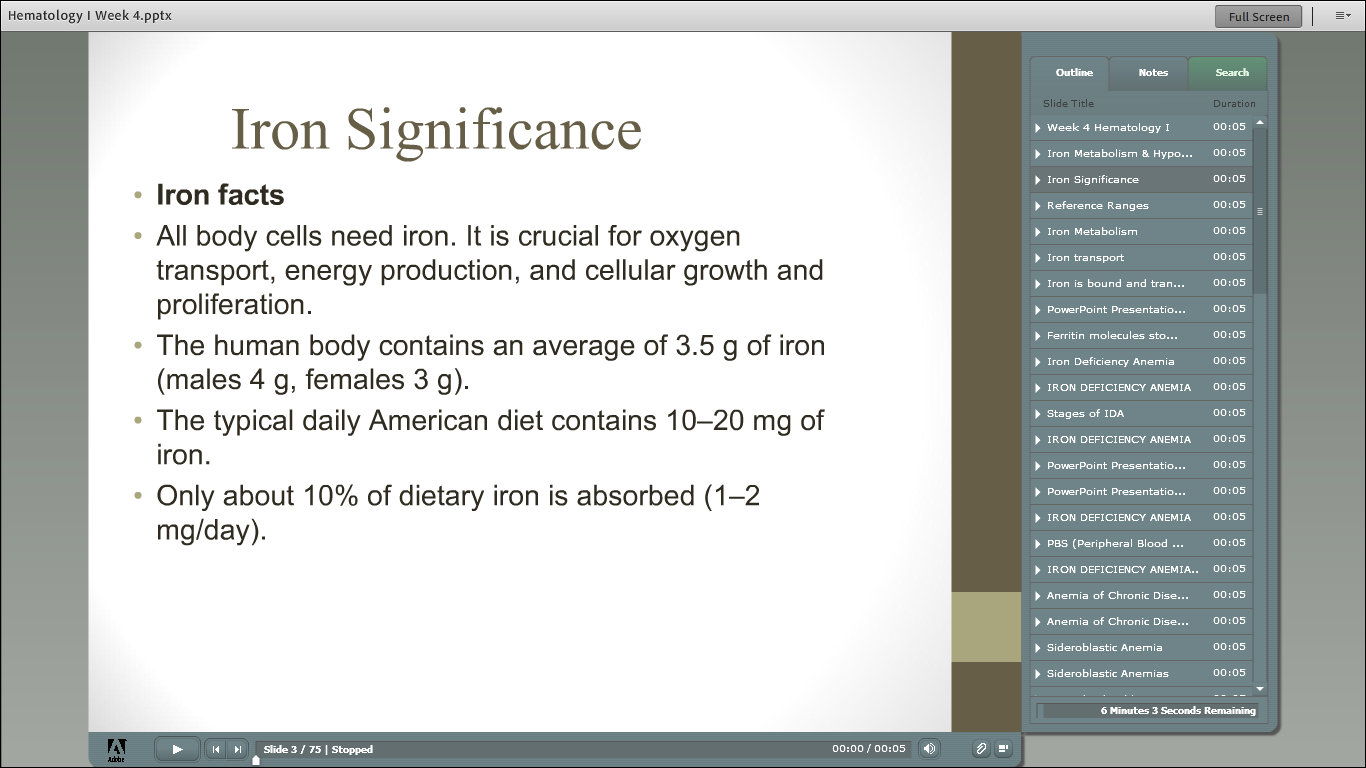 Hematology I Week 4.pptx
Full Screen
Iron Significance
• Iron facts
• All body cells need iron. It is crucial for oxygen
transport, energy production, and cellular growth and
proliferation.
• The human body contains an average of 3.5 g of iron
(males 4 g, females 3 g).
• The typical daily American diet contains 10–20 mg of
iron.
• Only about 10% of dietary iron is absorbed (1–2
mg/day).
Outline Notes Search
Slide Title Duration
Week 4 Hematology I 00:05
Iron Metabolism & Hypo... 00:05
Iron Significance 00:05
Reference Ranges 00:05
Iron Metabolism 00:05
Iron transport 00:05
Iron is bound and tran... 00:05
PowerPoint Presentatio... 00:05
Ferritin molecules sto... 00:05
Iron Deficiency Anemia 00:05
IRON DEFICIENCY ANEMIA 00:05
Stages of IDA 00:05
IRON DEFICIENCY ANEMIA 00:05
PowerPoint Presentatio... 00:05
PowerPoint Presentatio... 00:05
IRON DEFICIENCY ANEMIA 00:05
PBS (Peripheral Blood ... 00:05
IRON DEFICIENCY ANEMIA.. 00:05
Anemia of Chronic Dise... 00:05
Anemia of Chronic Dise... 00:05
Sideroblastic Anemia 00:05
Sideroblastic Anemias 00:05
6 Minutes 3 Seconds Remaining
Adobe
Slide 3 / 75 | Stopped 00:00 / 00:05